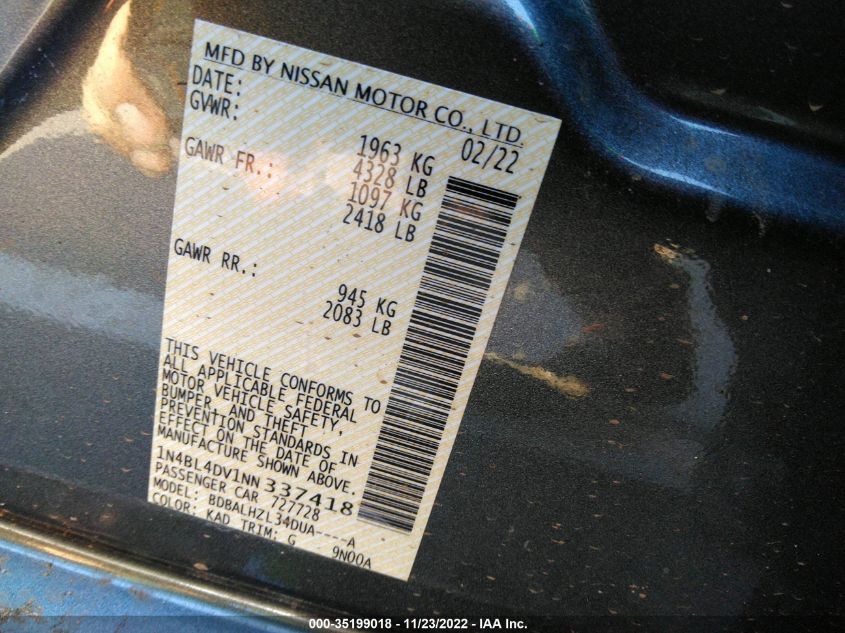 MFD BY NISSAN MOTOR CO., LTD.
DATE: 02/22
GVWR: 1963 KG
4328 LB
GAWR FR.: 1097 KG
2418 LB
GAWR RR.: 945 KG
2083 LB
THIS VEHICLE CONFORMS TO
ALL APPLICABLE FEDERAL
MOTOR VEHICLE SAFETY,
BUMPER, AND THEFT
PREVENTION STANDARDS IN
EFFECT ON THE DATE OF
MANUFACTURE SHOWN ABOVE.
1N4BL4DV1NN 337418
PASSENGER CAR 727728
MODEL: BDBALHZL34DUA----A
COLOR: KAD TRIM: G 9N00A
000-35199018 - 11/23/2022 - IAA Inc.